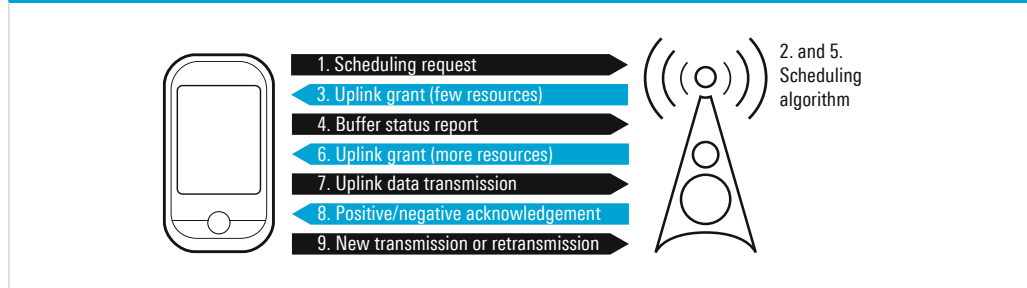 1. Scheduling request
3. Uplink grant (few resources)
4. Buffer status report
6. Uplink grant (more resources)
7. Uplink data transmission
8. Positive/negative acknowledgement
9. New transmission or retransmission
2. and 5.
Scheduling
algorithm